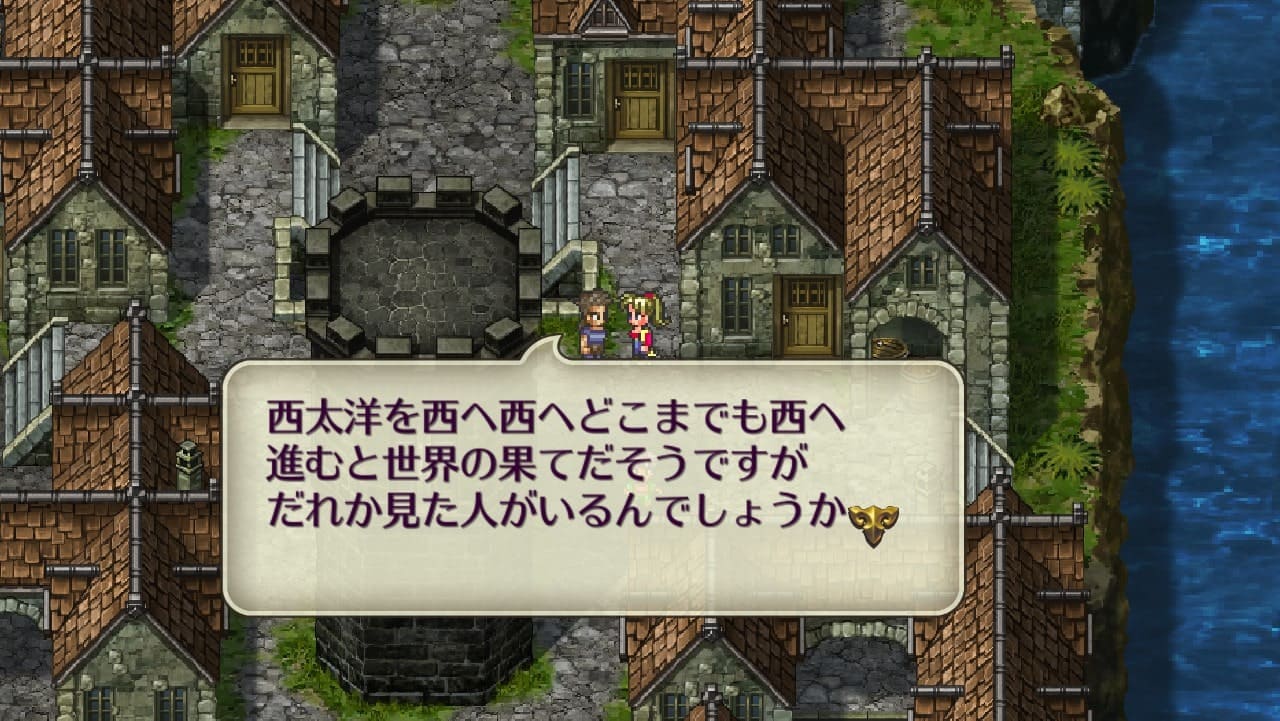 西太洋を西へ西へどこまでも西へ
進むと世界の果てだそうですが
だれか見た人がいるんでしょうか